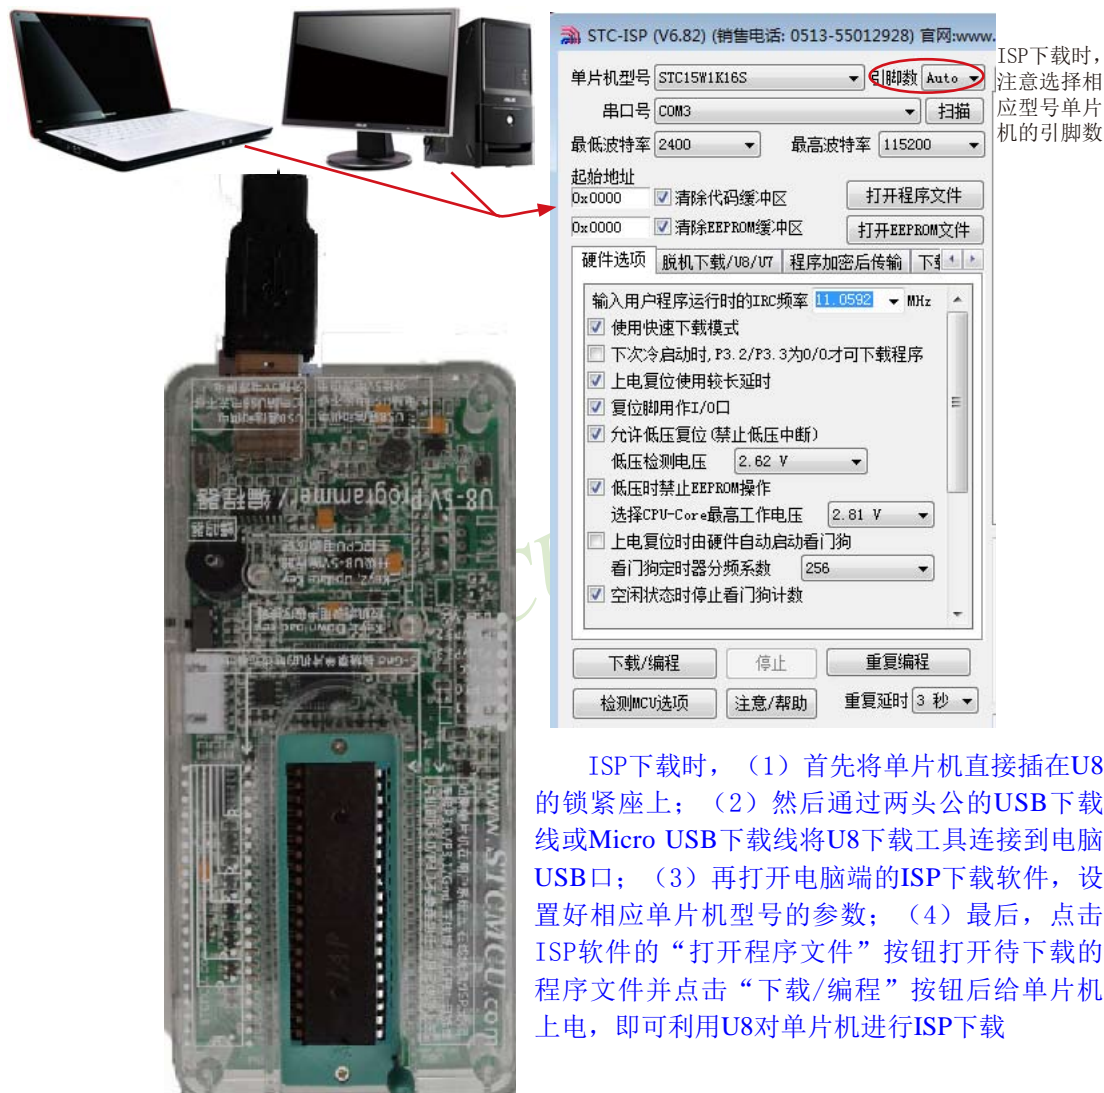 STC-ISP (V6.82) (销售电话: 0513-55012928) 官网:www.
单片机型号 STC15W1K16S 引脚数 Auto
串口号 COM3 扫描
最低波特率 2400 最高波特率 115200
起始地址
0x0000 清除代码缓冲区 打开程序文件
0x0000 清除EEPROM缓冲区 打开EEPROM文件
硬件选项 脱机下载/U8/U7 程序加密后传输
输入用户程序运行时的IRC频率 11.0592 MHz
使用快速下载模式
下次冷启动时,P3.2/P3.3为0/0才可下载程序
上电复位使用较长延时
复位脚用作I/O口
允许低压复位(禁止低压中断)
低压检测电压 2.62 V
低压时禁止EEPROM操作
选择CPU-Core最高工作电压 2.81 V
上电复位时由硬件自动启动看门狗
看门狗定时器分频系数 256
空闲状态时停止看门狗计数
下载/编程 停止 重复编程
检测MCU选项 注意/帮助 重复延时 3 秒
ISP下载时，
注意选择相
应型号单片
机的引脚数
U8-5V Programmer / 编程器
www.STCMCU.com
ISP下载时，（1）首先将单片机直接插在U8
的锁紧座上；（2）然后通过两头公的USB下载
线或Micro USB下载线将U8下载工具连接到电脑
USB口；（3）再打开电脑端的ISP下载软件，设
置好相应单片机型号的参数；（4）最后，点击
ISP软件的“打开程序文件”按钮打开待下载的
程序文件并点击“下载/编程”按钮后给单片机
上电，即可利用U8对单片机进行ISP下载